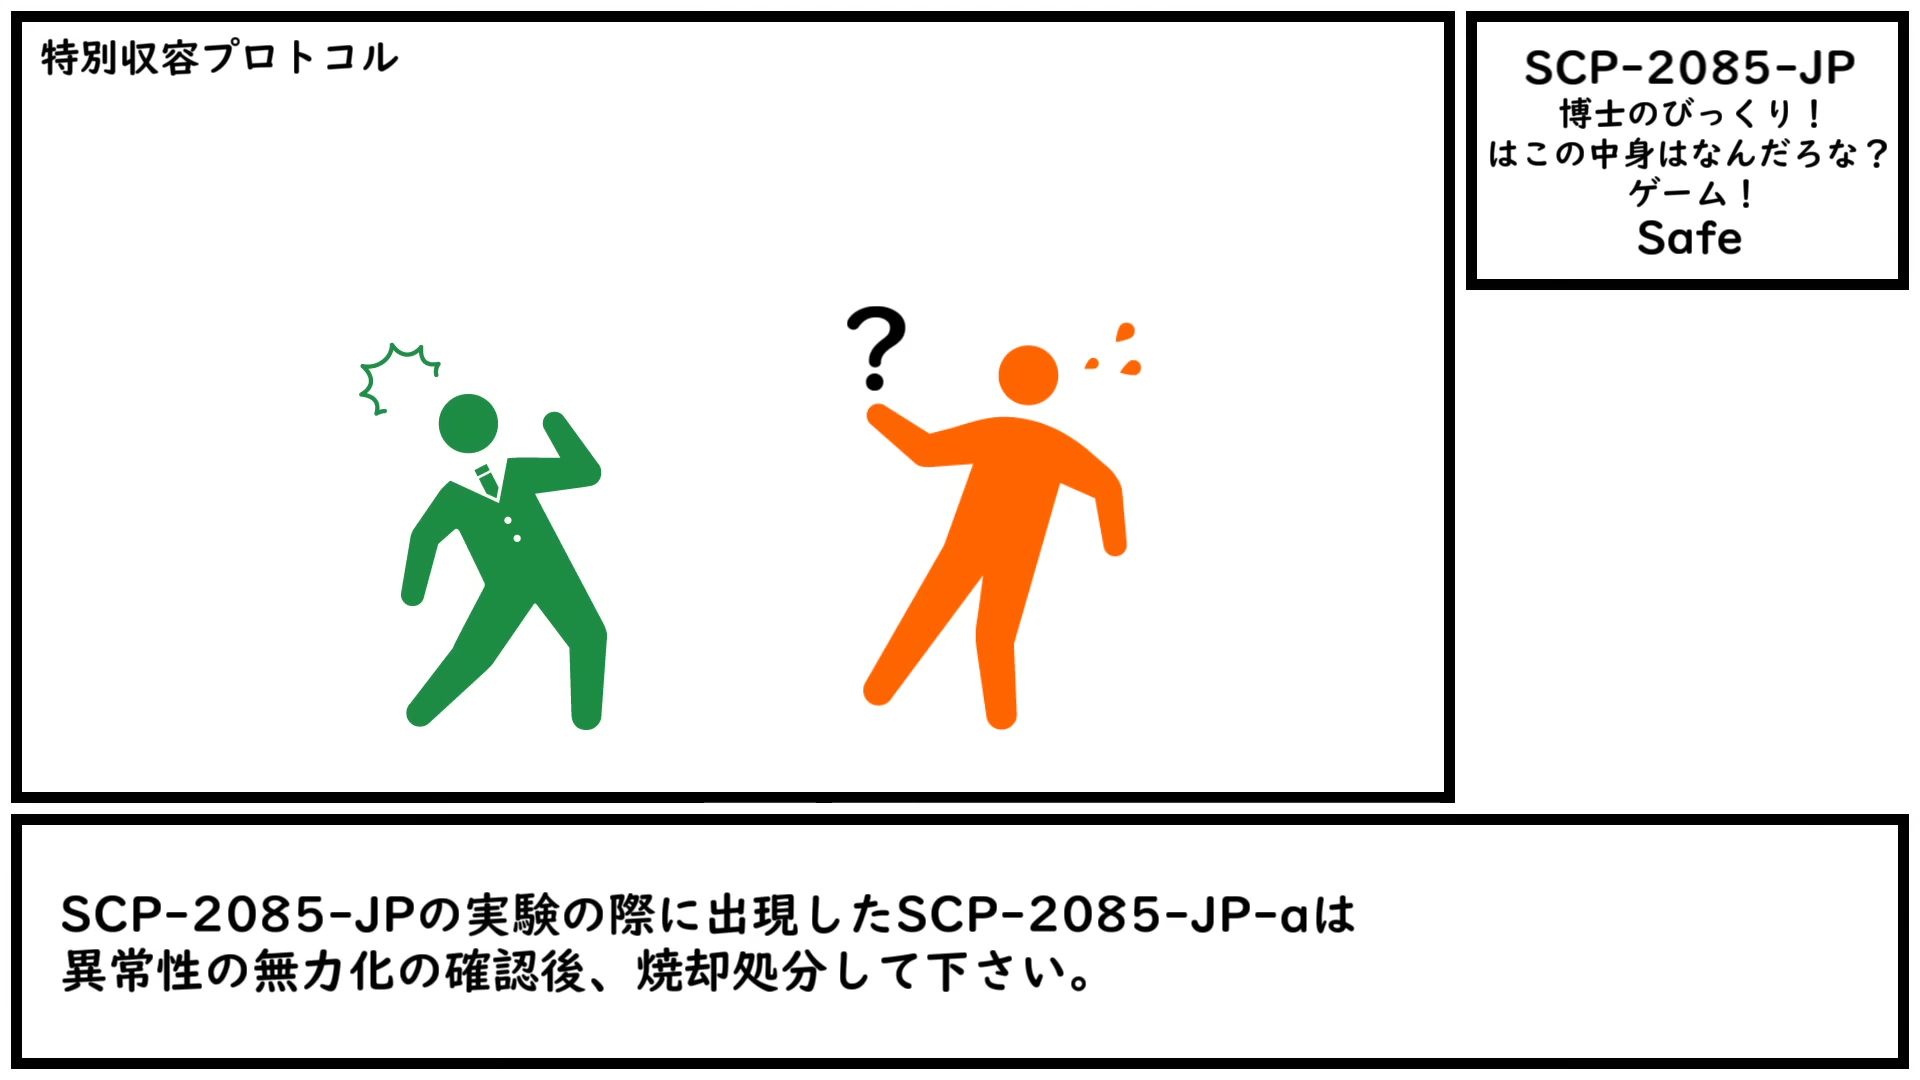 特別収容プロトコル
SCP-2085-JP
博士のびっくり！
はこの中身はなんだろな？
ゲーム！
Safe
?
SCP-2085-JPの実験の際に出現したSCP-2085-JP-aは
異常性の無力化の確認後、焼却処分して下さい。